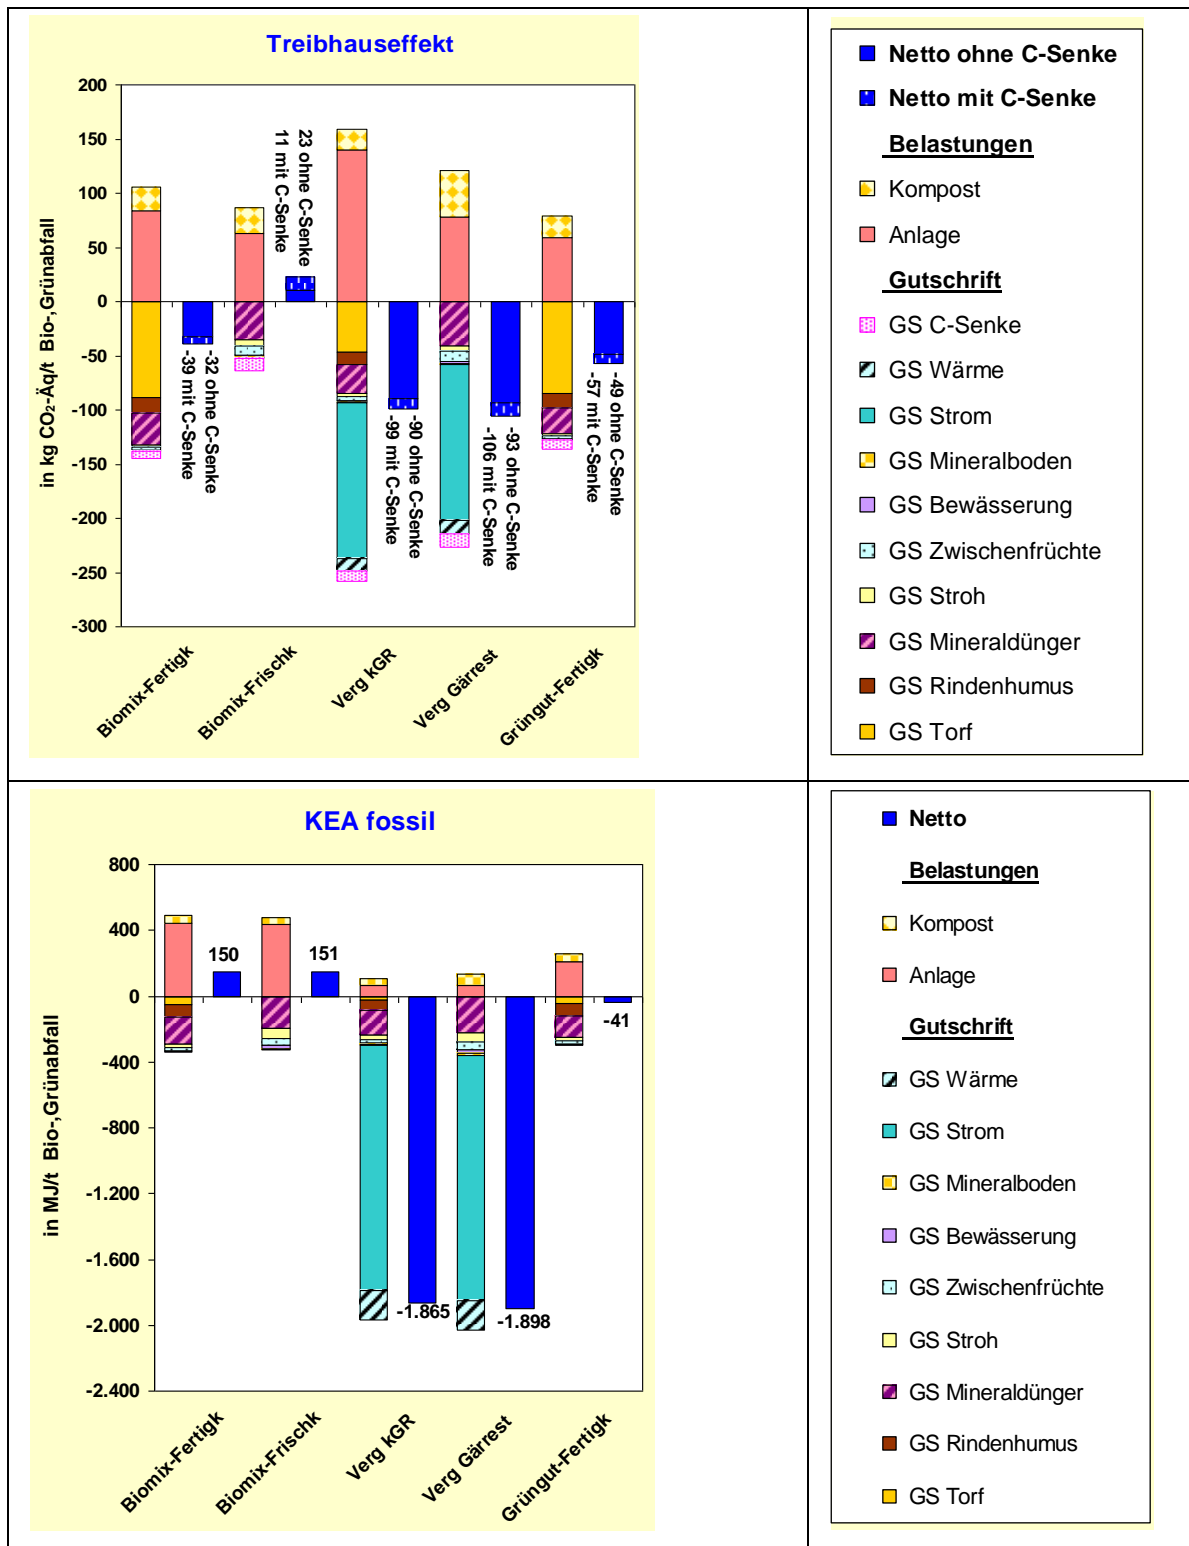 Treibhauseffekt
in kg CO₂-Äq/t Bio-,Grünabfall
200
150
100
50
0
-50
-100
-150
-200
-250
-300
-32 ohne C-Senke
-39 mit C-Senke
23 ohne C-Senke
11 mit C-Senke
-90 ohne C-Senke
-99 mit C-Senke
-93 ohne C-Senke
-106 mit C-Senke
-49 ohne C-Senke
-57 mit C-Senke
Biomix-Fertigk
Biomix-Frischk
Verg kGR
Verg Gärrest
Grüngut-Fertigk
Netto ohne C-Senke
Netto mit C-Senke
Belastungen
Kompost
Anlage
Gutschrift
GS C-Senke
GS Wärme
GS Strom
GS Mineralboden
GS Bewässerung
GS Zwischenfrüchte
GS Stroh
GS Mineraldünger
GS Rindenhumus
GS Torf
KEA fossil
in MJ/t Bio-,Grünabfall
800
400
0
-400
-800
-1.200
-1.600
-2.000
-2.400
150
151
-1.865
-1.898
-41
Biomix-Fertigk
Biomix-Frischk
Verg kGR
Verg Gärrest
Grüngut-Fertigk
Netto
Belastungen
Kompost
Anlage
Gutschrift
GS Wärme
GS Strom
GS Mineralboden
GS Bewässerung
GS Zwischenfrüchte
GS Stroh
GS Mineraldünger
GS Rindenhumus
GS Torf